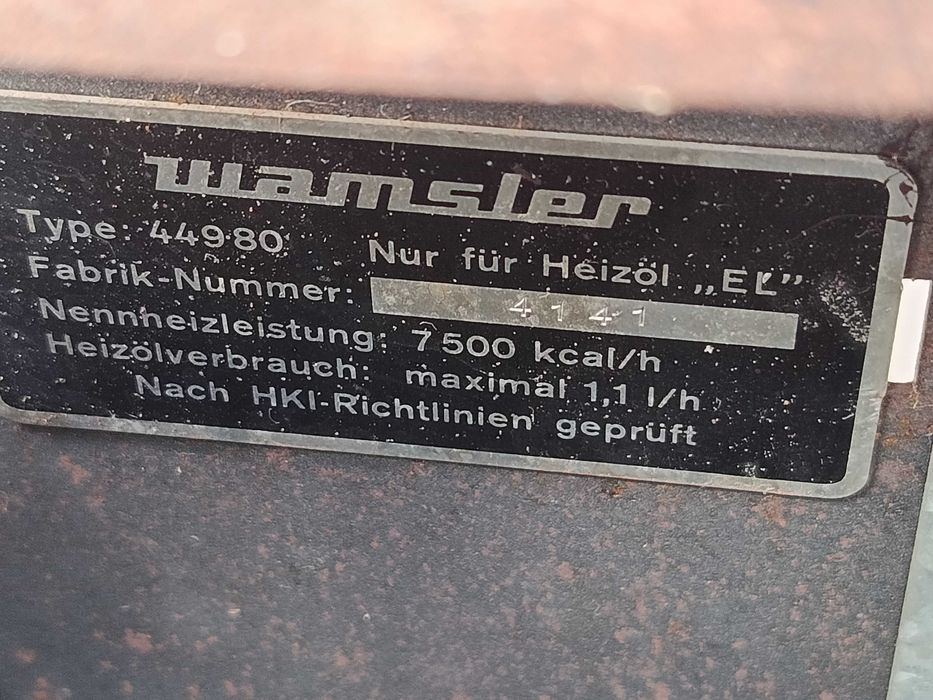 wamsler
Type: 44980 Nur für Heizöl „EL”
Fabrik-Nummer: 4141
Nennheizleistung: 7500 kcal/h
Heizölverbrauch: maximal 1,1 l/h
Nach HKI-Richtlinien geprüft